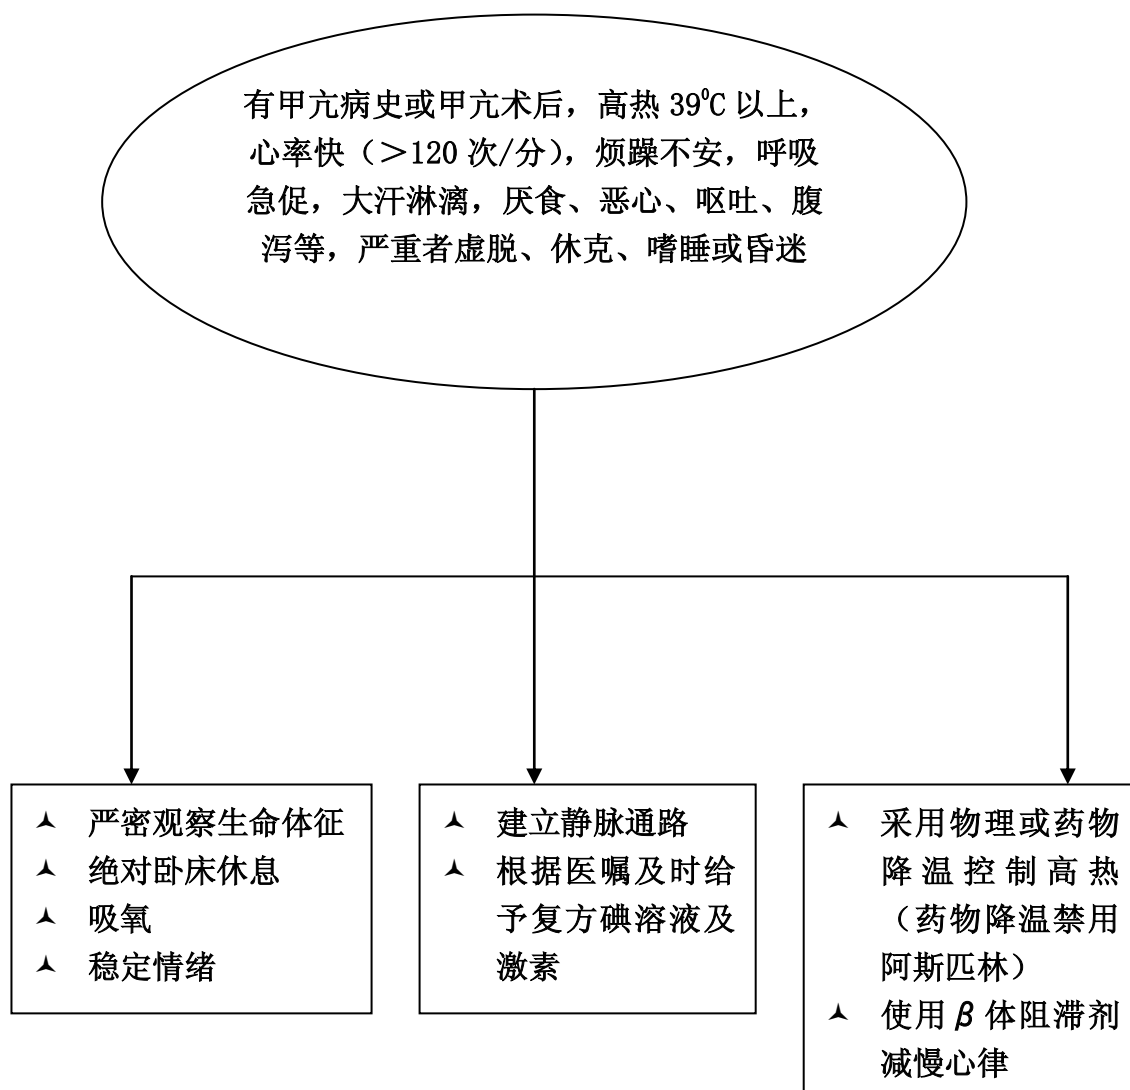 有甲亢病史或甲亢术后，高热 39⁰C 以上，
心率快（＞120 次/分），烦躁不安，呼吸
急促，大汗淋漓，厌食、恶心、呕吐、腹
泻等，严重者虚脱、休克、嗜睡或昏迷
严密观察生命体征
绝对卧床休息
吸氧
稳定情绪
建立静脉通路
根据医嘱及时给
予复方碘溶液及
激素
采用物理或药物
降温控制高热
（药物降温禁用
阿斯匹林）
使用β体阻滞剂
减慢心律